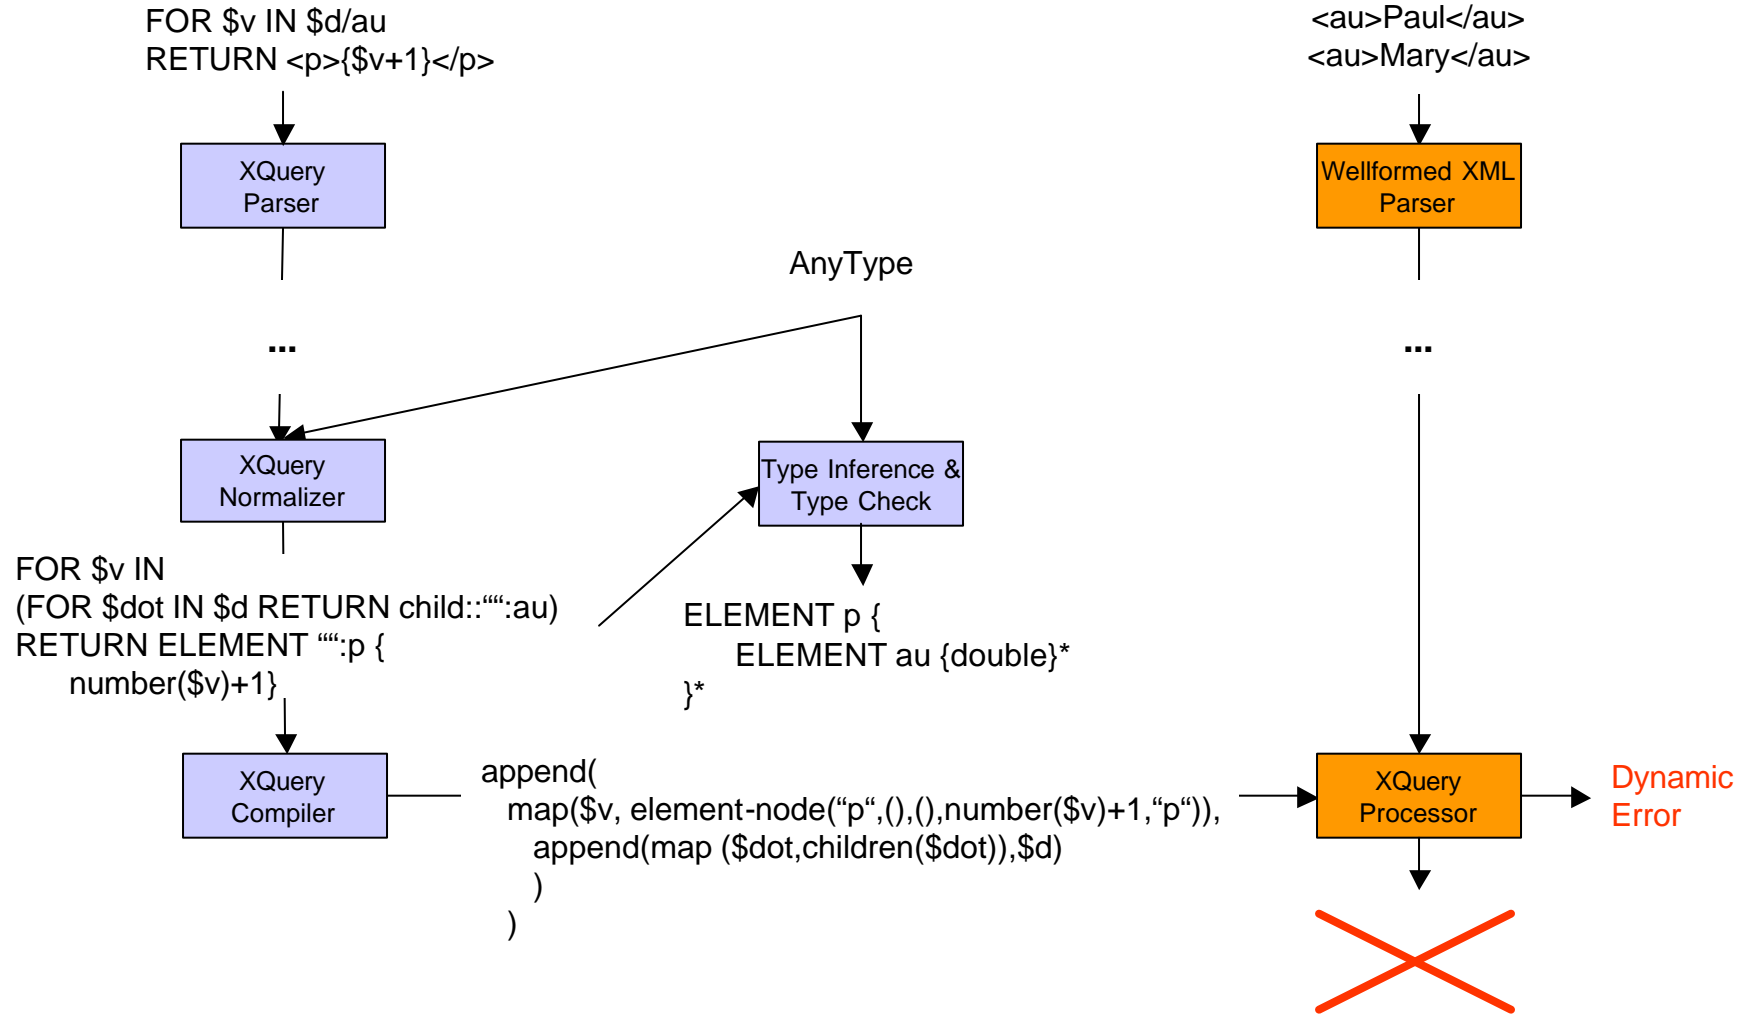 FOR $v IN $d/au
RETURN <p>{$v+1}</p>
<au>Paul</au>
<au>Mary</au>
XQuery
Parser
Wellformed XML
Parser
AnyType
...
...
XQuery
Normalizer
Type Inference &
Type Check
FOR $v IN
(FOR $dot IN $d RETURN child::““:au)
RETURN ELEMENT ““:p {
number($v)+1}
ELEMENT p {
ELEMENT au {double}*
}*
XQuery
Compiler
append(
map($v, element-node(“p“,(),(),number($v)+1,“p“)),
append(map ($dot,children($dot)),$d)
)
)
XQuery
Processor
Dynamic
Error